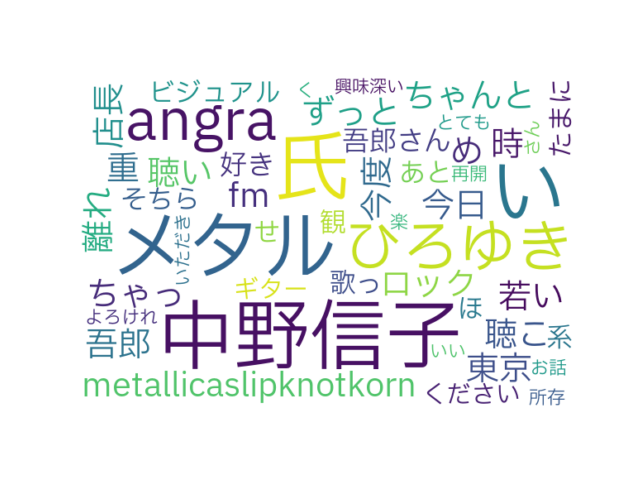 店長
ビジュアル
く
興味深い
ちゃんと
たまに
angra
ずっと
とても
さん
吾郎さん
め
時
氏
重
聴い
好き
今度
あと
再開
離れ
そちら
fm
今日
い
いただき
せ
観
楽
メタル
ひろゆき
ちゃっ
ギター
歌っ
ロック
若い
よろけれ
中野信子
ほ
吾郎
聴こ
系
いい
東京
お話
metallicaslipknotkorn
ください
所存